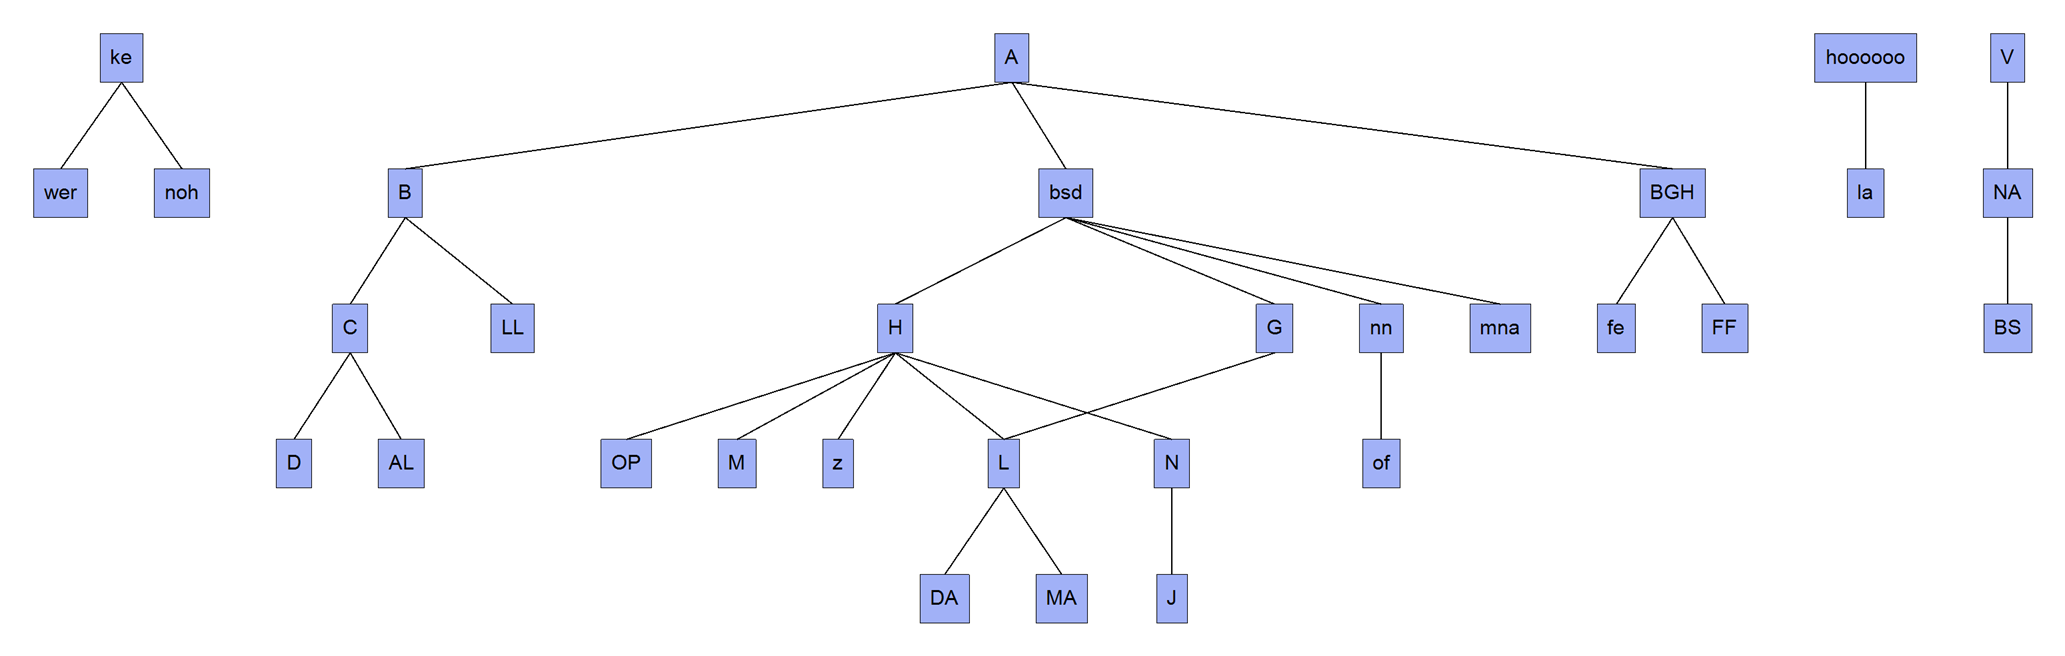 ke
A
hoooooo
V
wer
noh
B
bsd
BGH
la
NA
C
LL
H
G
nn
mna
fe
FF
BS
D
AL
OP
M
z
L
N
of
DA
MA
J